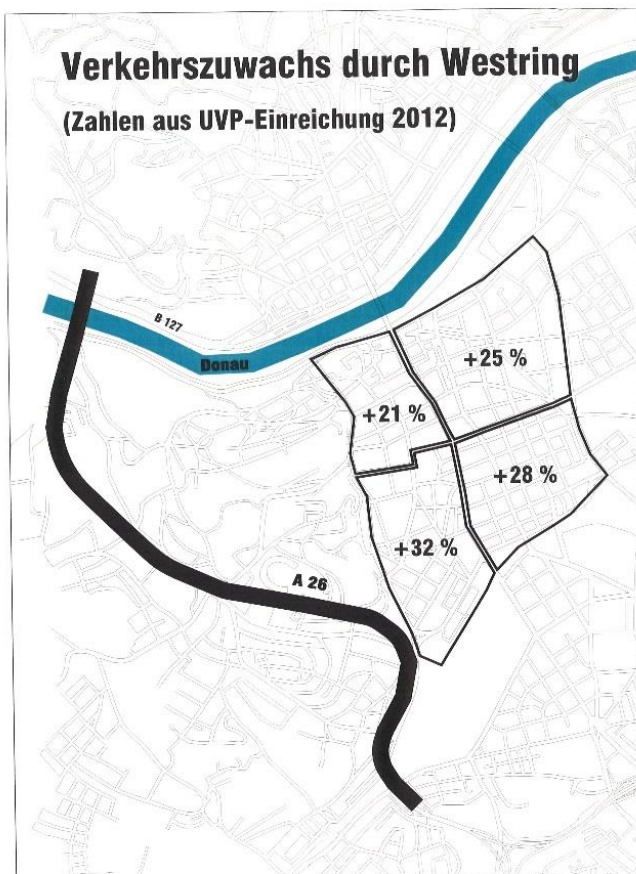 Verkehrszuwachs durch Westring
(Zahlen aus UVP-Einreichung 2012)
B 127
Donau
+25 %
+21 %
+28 %
+32 %
A 26